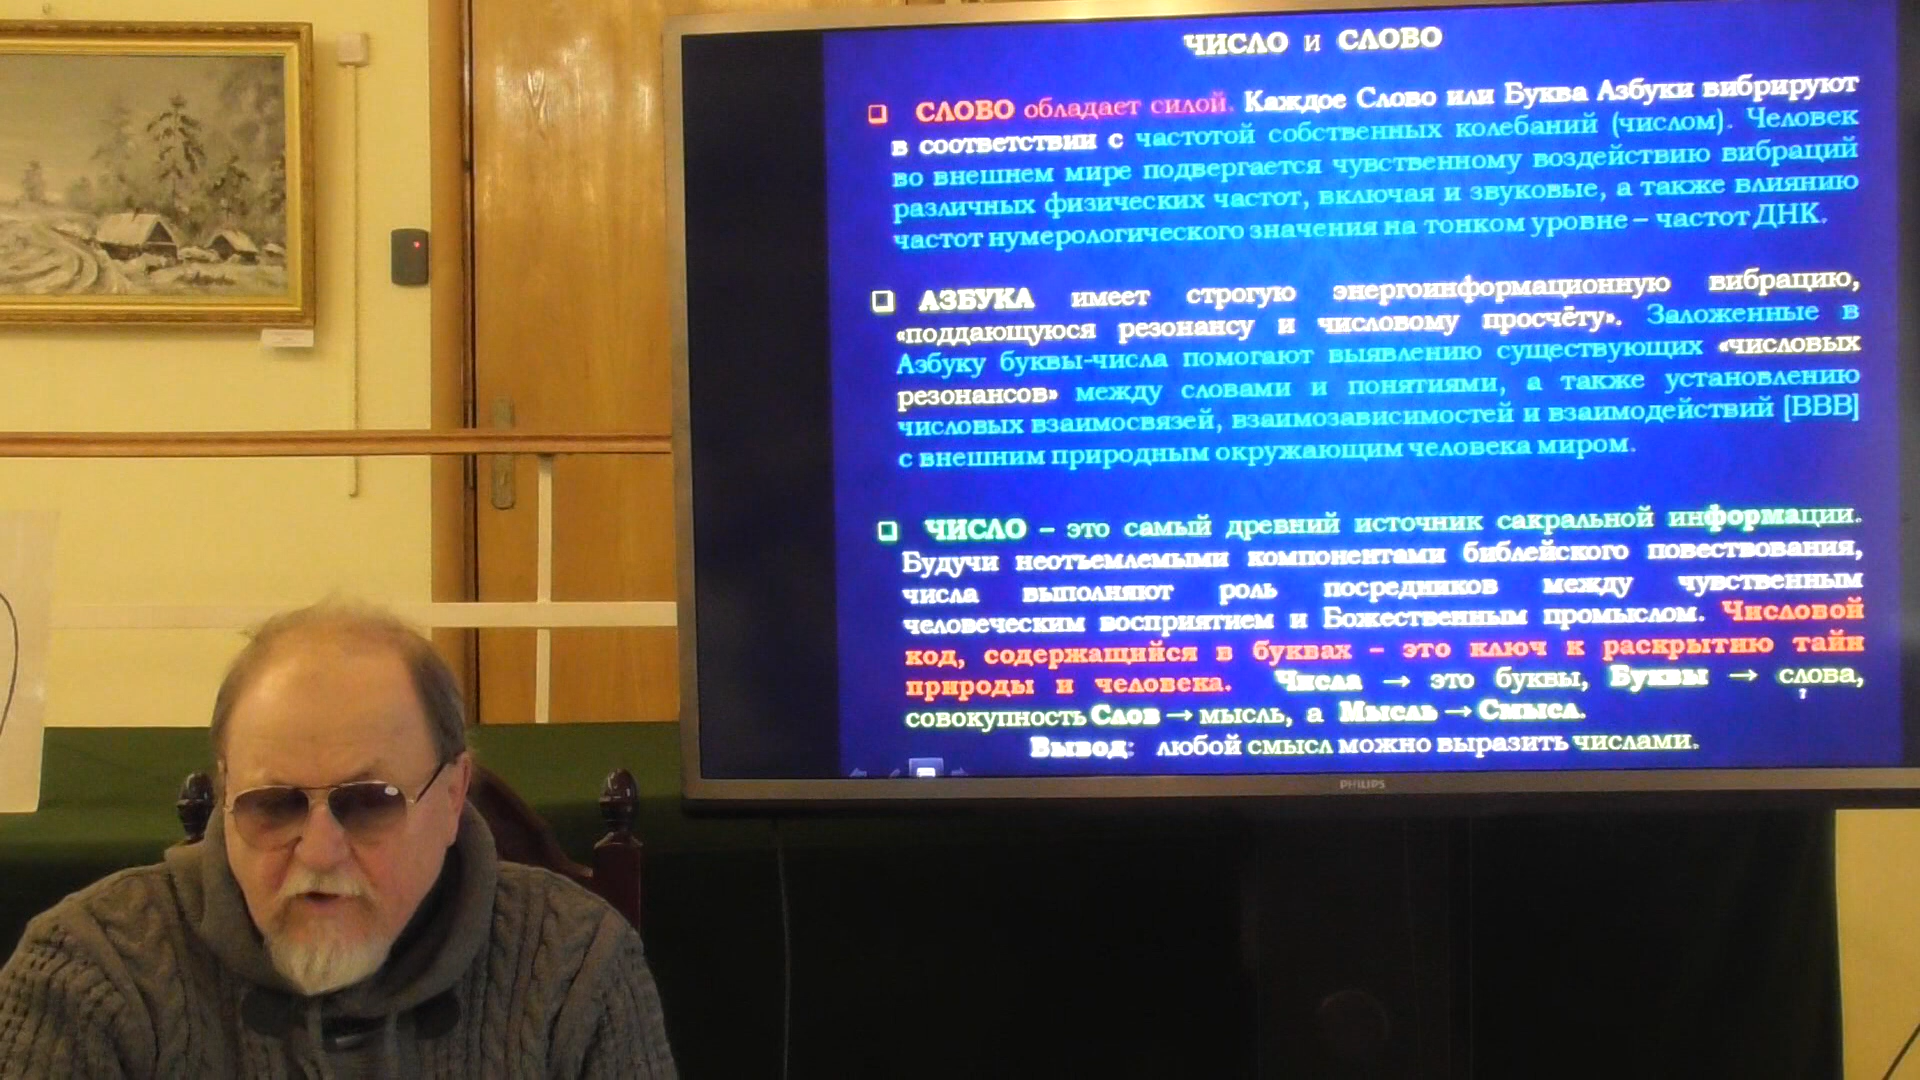 ЧИСЛО и СЛОВО
❑ СЛОВО обладает силой. Каждое Слово или Буква Азбуки вибрируют
в соответствии с частотой собственных колебаний (числом). Человек
во внешнем мире подвергается чувственному воздействию вибраций
различных физических частот, включая и звуковые, а также влиянию
частот нумерологического значения на тонком уровне – частот ДНК.
❑ АЗБУКА имеет строгую энергоинформационную вибрацию,
«поддающуюся резонансу и числовому просчёту». Заложенные в
Азбуку буквы-числа помогают выявлению существующих «числовых
резонансов» между словами и понятиями, а также установлению
числовых взаимосвязей, взаимозависимостей и взаимодействий [ВВВ]
с внешним природным окружающим человека миром.
❑ ЧИСЛО – это самый древний источник сакральной информации.
Будучи неотъемлемыми компонентами библейского повествования,
числа выполняют роль посредников между чувственным
человеческим восприятием и Божественным промыслом. Числовой
код, содержащийся в буквах – это ключ к раскрытию тайн
природы и человека. Числа → это буквы, Буквы → слова,
совокупность Слов → мысль, а Мысль → Смысл.
Вывод: любой смысл можно выразить числами.
PHILIPS